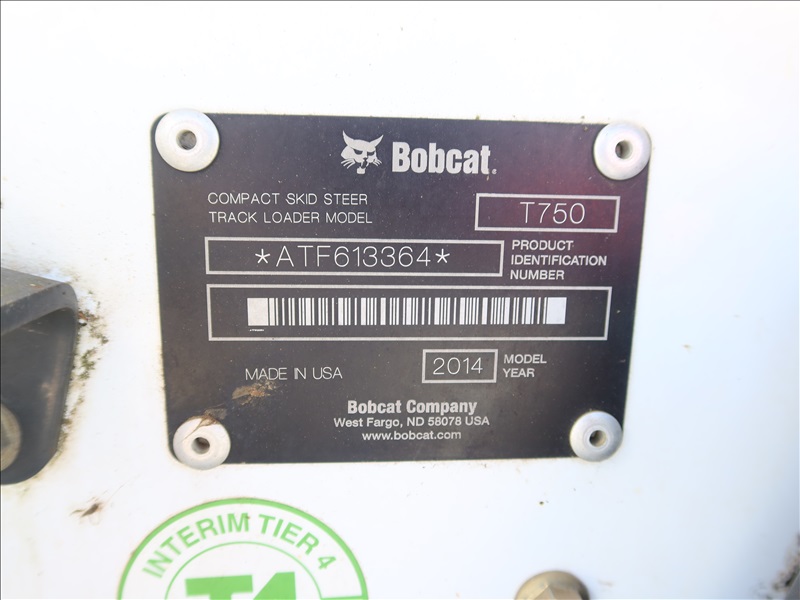 Bobcat.
COMPACT SKID STEER
TRACK LOADER MODEL
T750
*ATF613364*
PRODUCT
IDENTIFICATION
NUMBER
MADE IN USA
2014
MODEL
YEAR
Bobcat Company
West Fargo, ND 58078 USA
www.bobcat.com
INTERIM TIER 4